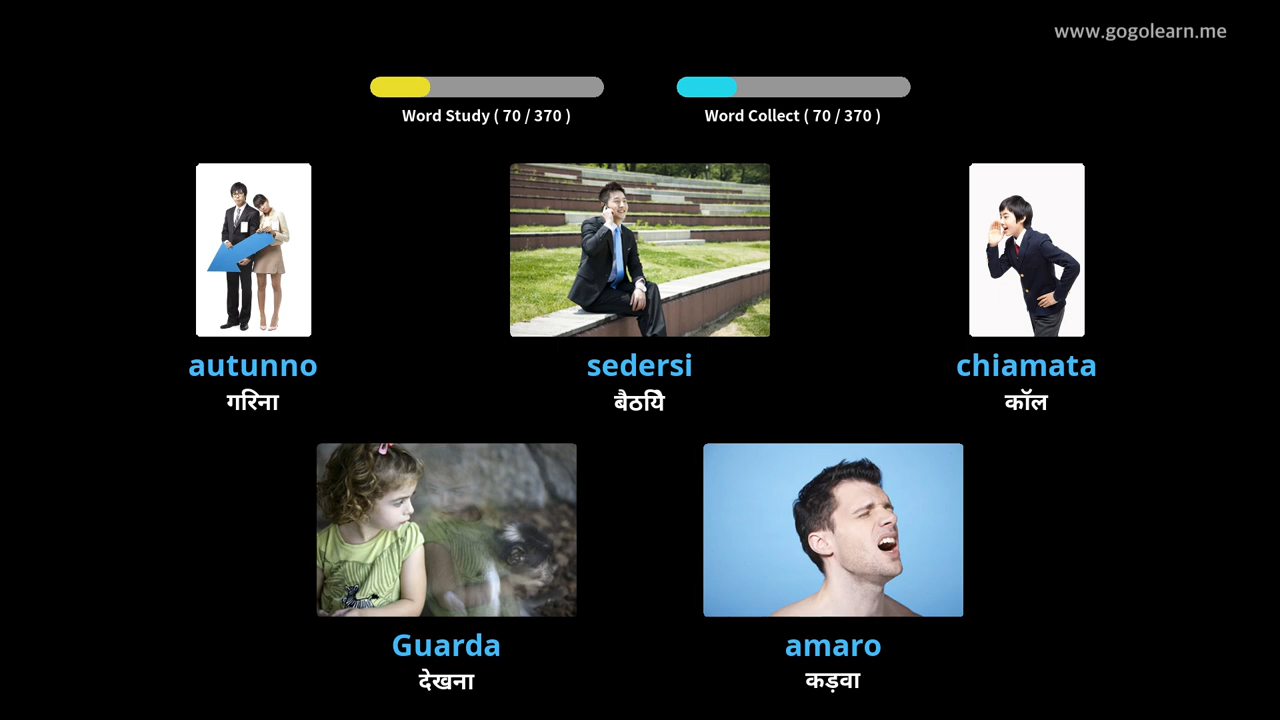 www.gogolearn.me
Word Study ( 70 / 370 )
Word Collect ( 70 / 370 )
autunno
गरिना
sedersi
बैठयिे
chiamata
कॉल
Guarda
देखना
amaro
कड़वा